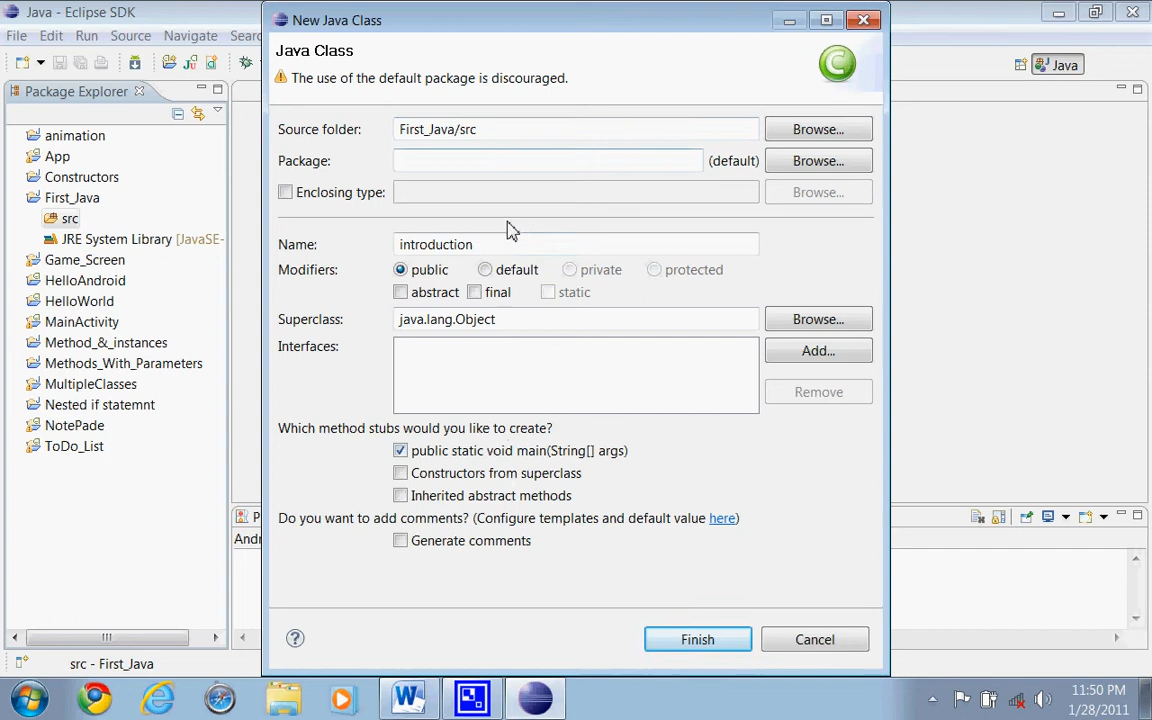 Java - Eclipse SDK
File Edit Run Source Navigate Searc
Java
Package Explorer
animation
App
Constructors
First_Java
src
JRE System Library [JavaSE-
Game_Screen
HelloAndroid
HelloWorld
MainActivity
Method_&_instances
Methods_With_Parameters
MultipleClasses
Nested if statemnt
NotePade
ToDo_List
src - First_Java
New Java Class
Java Class
The use of the default package is discouraged.
Source folder: First_Java/src Browse...
Package: (default) Browse...
Enclosing type: Browse...
Name: introduction
Modifiers: public default private protected
abstract final static
Superclass: java.lang.Object Browse...
Interfaces: Add...
Remove
Which method stubs would you like to create?
public static void main(String[] args)
Constructors from superclass
Inherited abstract methods
Do you want to add comments? (Configure templates and default value here)
Generate comments
Finish Cancel
P
Andr
11:50 PM
1/28/2011